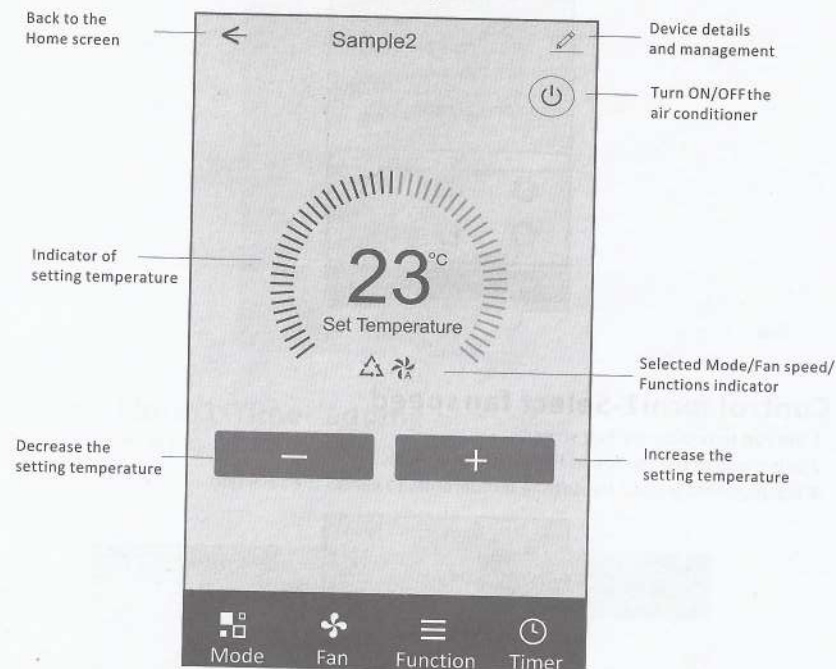 Back to the
Home screen
Sample2
Device details
and management
Turn ON/OFF the
air conditioner
Indicator of
setting temperature
23°C
Set Temperature
A
Selected Mode/Fan speed/
Functions indicator
Decrease the
setting temperature
−
+
Increase the
setting temperature
Mode
Fan
Function
Timer